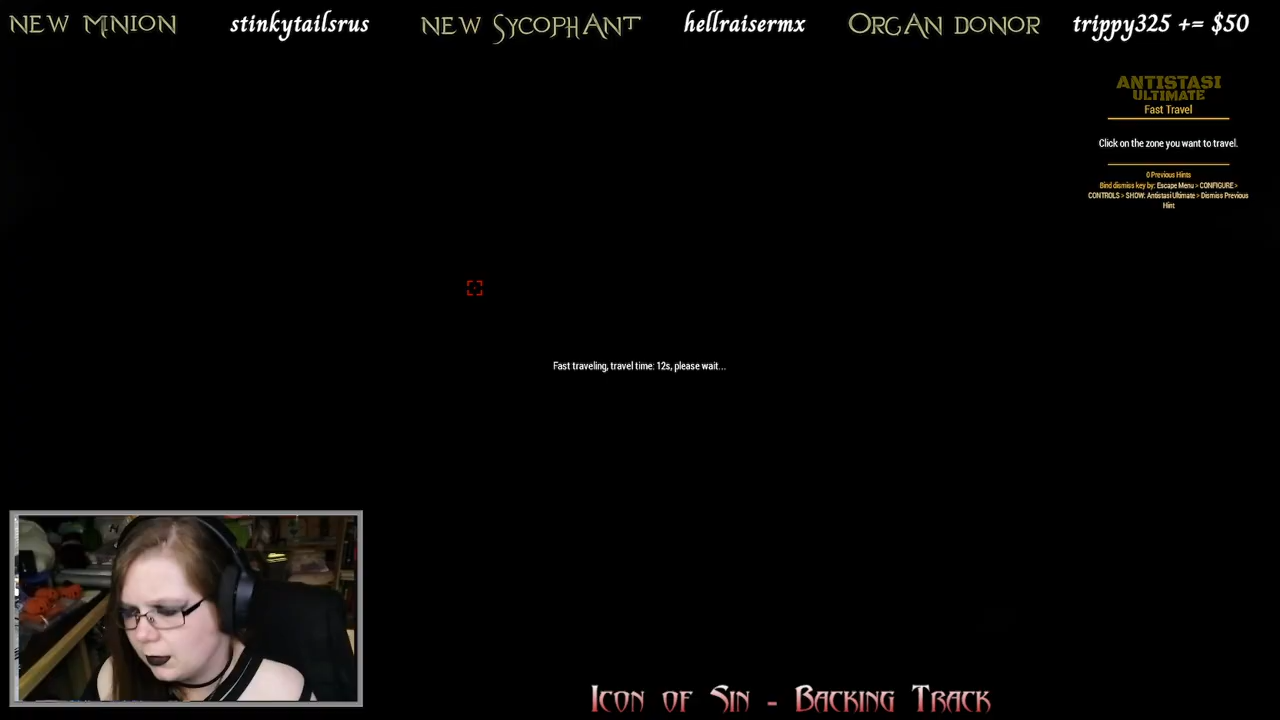 NEW MINION stinkytailsrus NEW SYCOPHANT hellraisermx ORGAN DONOR trippy325 += $50
ANTISTASI
ULTIMATE
Fast Travel
Click on the zone you want to travel.
0 Previous Hints
Bind dismiss key by: Escape Menu > CONFIGURE >
CONTROLS > SHOW: Antistasi Ultimate > Dismiss Previous
Hint
Fast traveling, travel time: 12s, please wait...
Icon of Sin - Backing Track